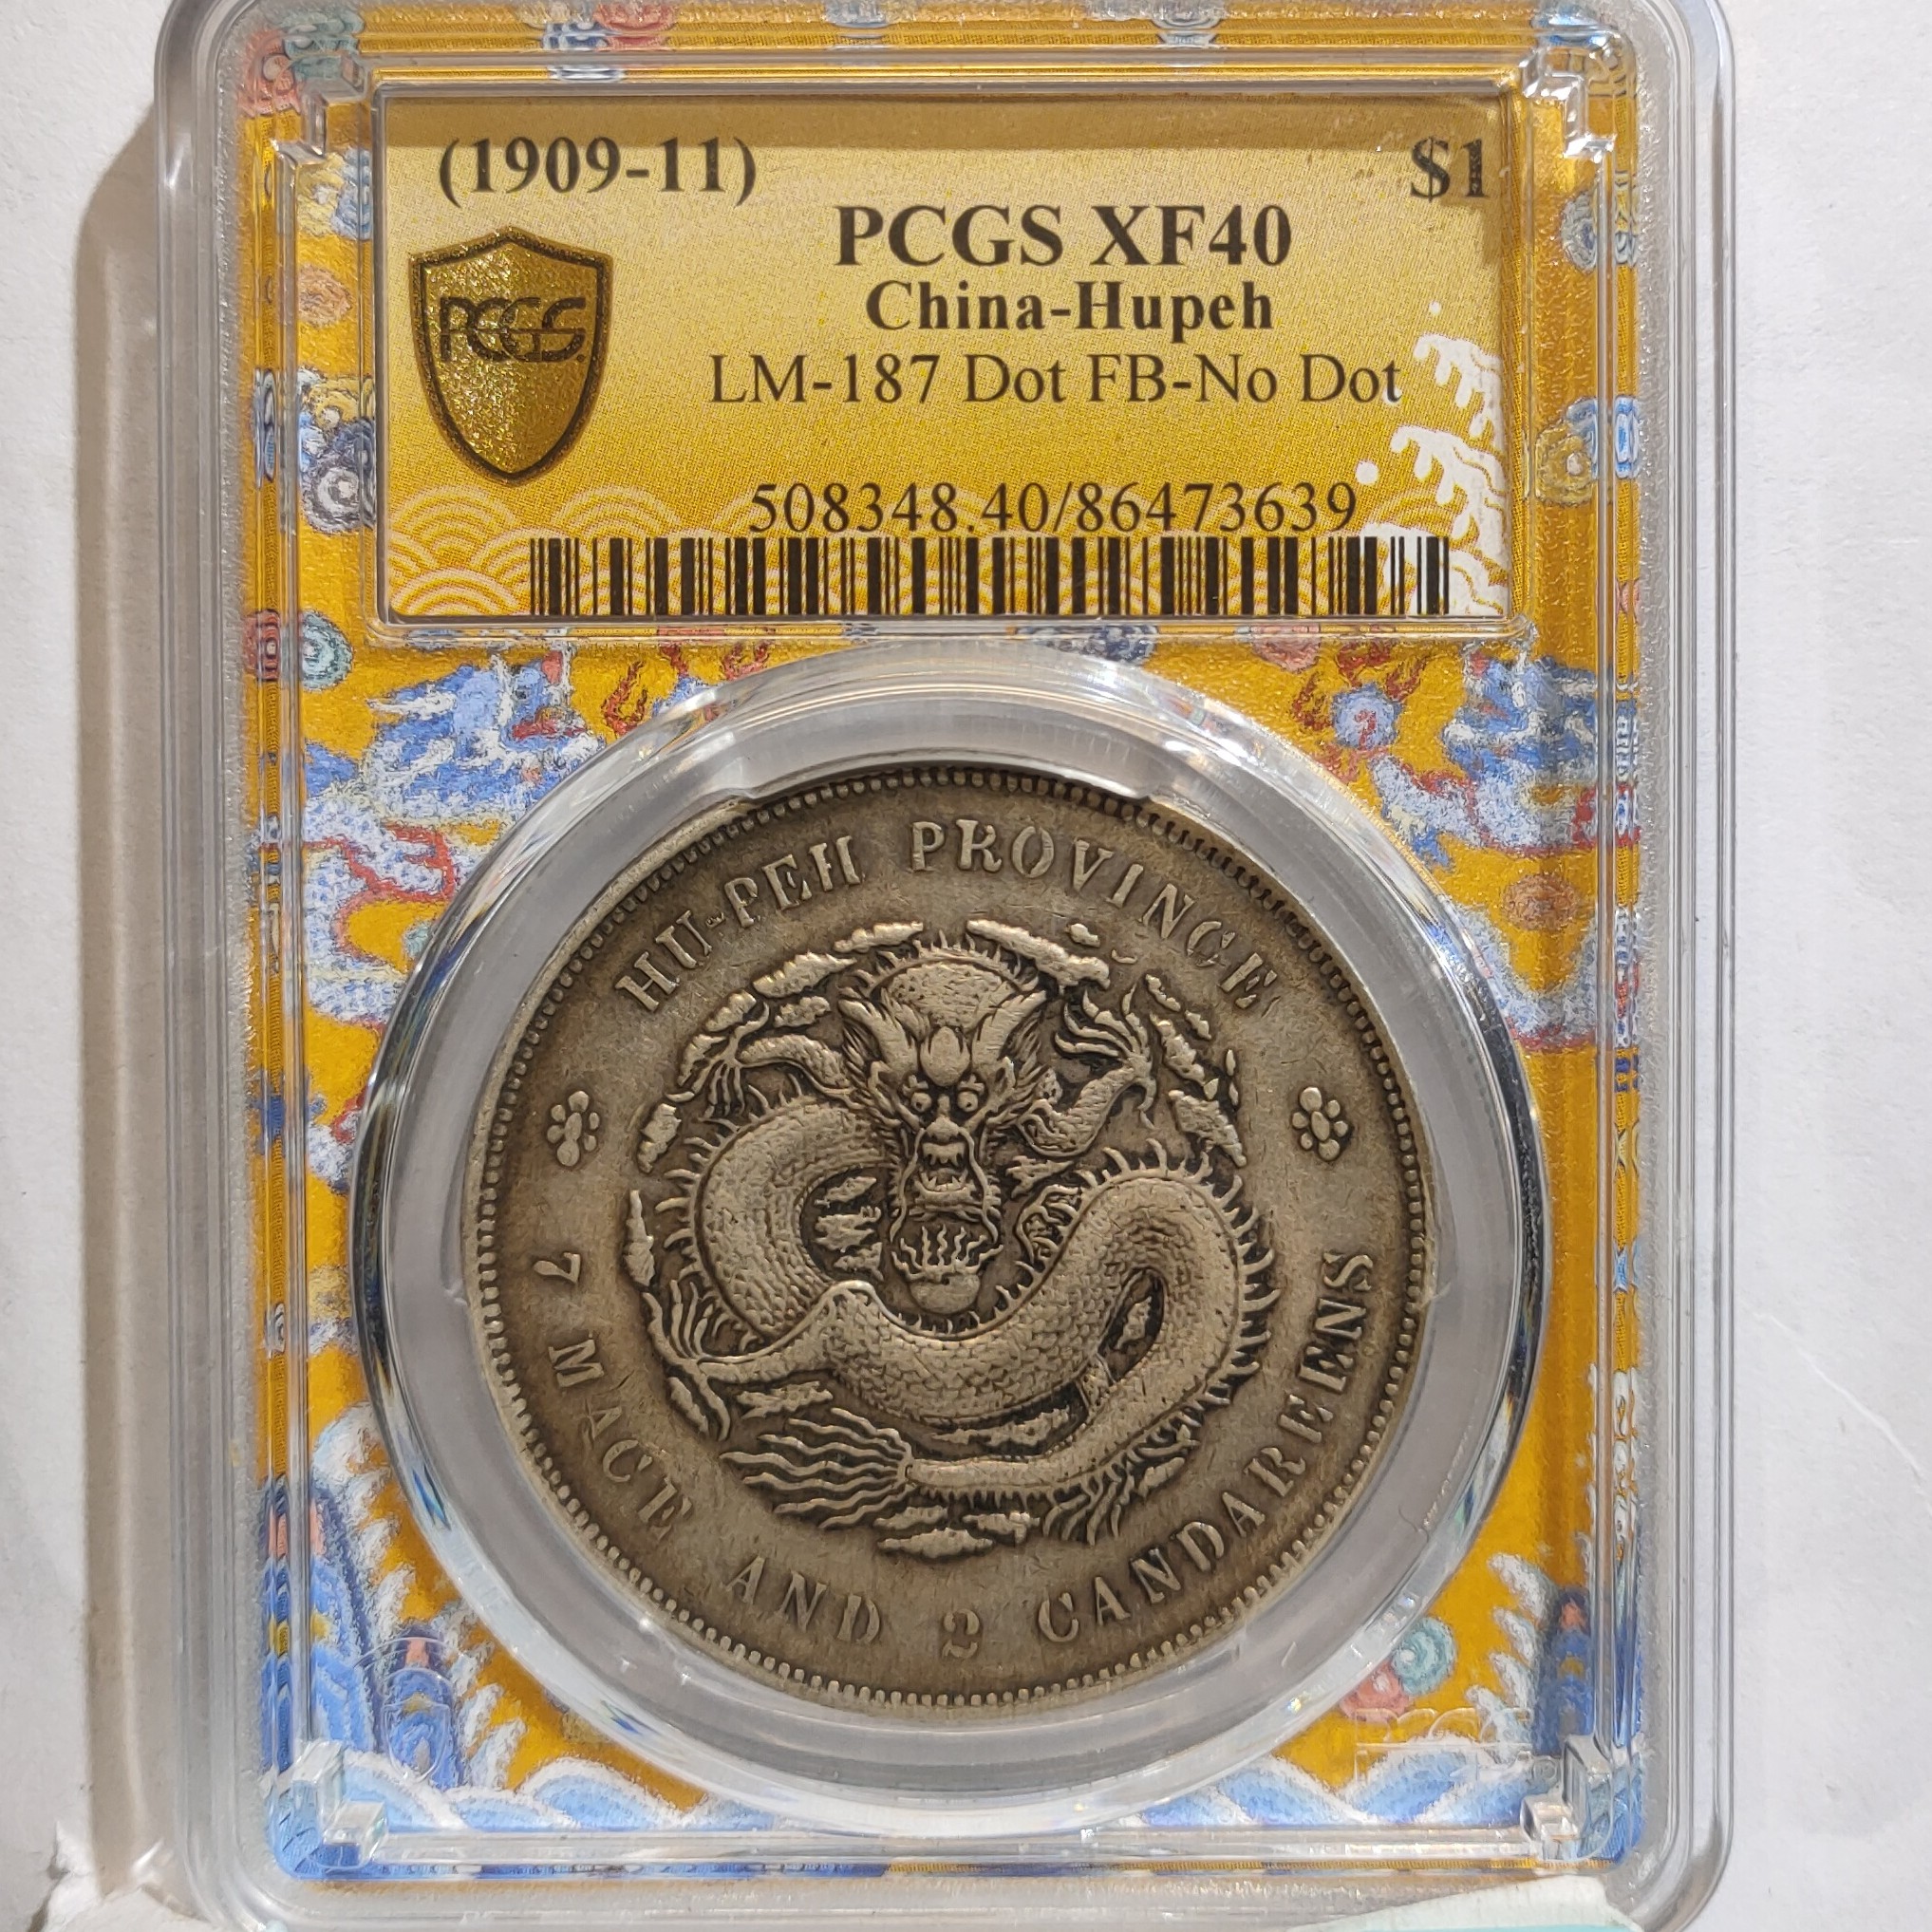 (1909-11) $1
PCGS XF40
China-Hupeh
PCGS
LM-187 Dot FB-No Dot
508348.40/86473639
HU-PEH PROVINCE
7 MACE AND 2 CANDAREENS